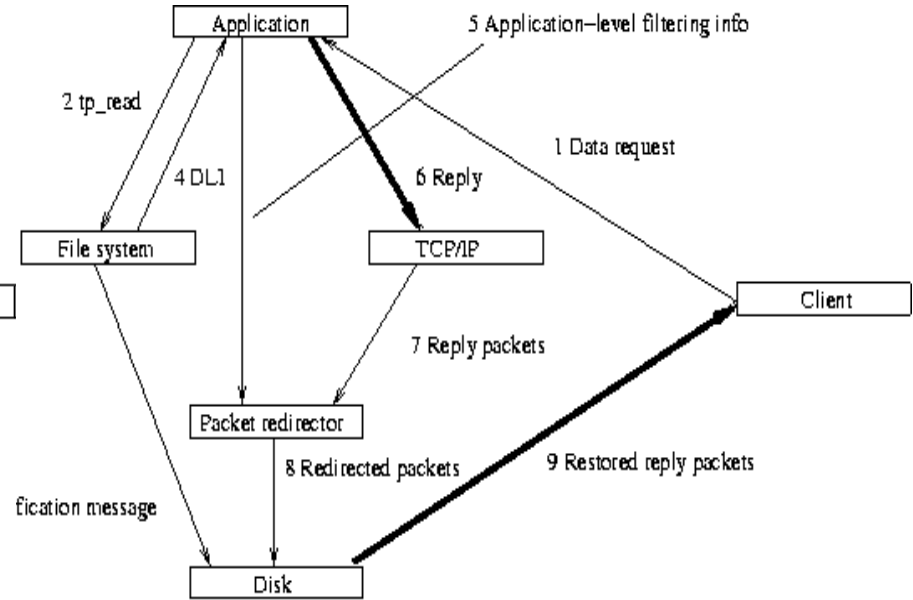 Application
5 Application-level filtering info
2 tp_read
1 Data request
4 DL1
6 Reply
File system
TCP/IP
Client
7 Reply packets
Packet redirector
8 Redirected packets
9 Restored reply packets
fication message
Disk